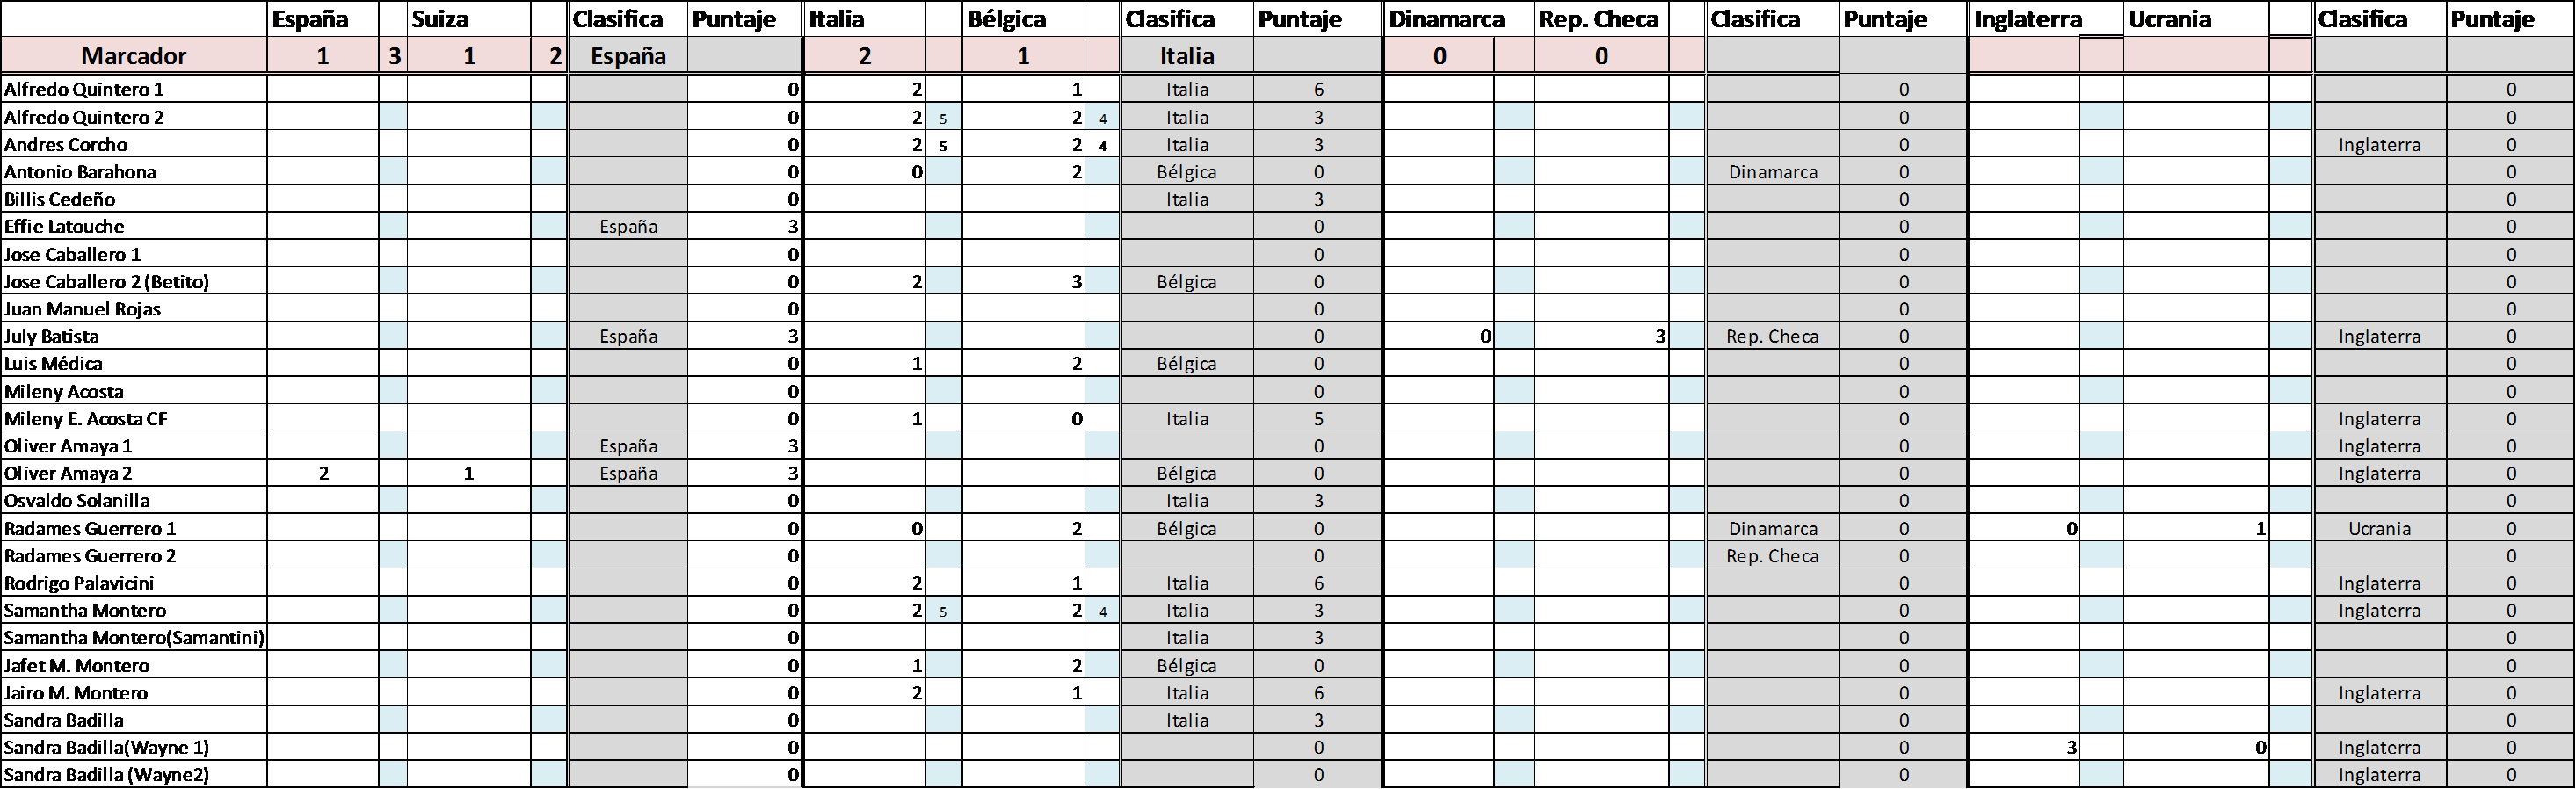 España Suiza Clasifica Puntaje Italia Bélgica Clasifica Puntaje Dinamarca Rep. Checa Clasifica Puntaje Inglaterra Ucrania Clasifica Puntaje
Marcador 1 3 1 2 España 2 1 Italia 0 0
Alfredo Quintero 1 0 2 1 Italia 6 0 0
Alfredo Quintero 2 0 2 5 2 4 Italia 3 0 0
Andres Corcho 0 2 5 2 4 Italia 3 0 Inglaterra 0
Antonio Barahona 0 0 2 Bélgica 0 Dinamarca 0 0
Billis Cedeño 0 Italia 3 0 0
Effie Latouche España 3 0 0 0
Jose Caballero 1 0 0 0 0
Jose Caballero 2 (Betito) 0 2 3 Bélgica 0 0 0
Juan Manuel Rojas 0 0 0 0
July Batista España 3 0 0 3 Rep. Checa 0 Inglaterra 0
Luis Médica 0 1 2 Bélgica 0 0 0
Mileny Acosta 0 0 0 0
Mileny E. Acosta CF 0 1 0 Italia 5 0 Inglaterra 0
Oliver Amaya 1 España 3 0 0 Inglaterra 0
Oliver Amaya 2 2 1 España 3 Bélgica 0 0 Inglaterra 0
Osvaldo Solanilla 0 Italia 3 0 0
Radames Guerrero 1 0 0 2 Bélgica 0 Dinamarca 0 0 1 Ucrania 0
Radames Guerrero 2 0 0 Rep. Checa 0 0
Rodrigo Palavicini 0 2 1 Italia 6 0 Inglaterra 0
Samantha Montero 0 2 5 2 4 Italia 3 0 Inglaterra 0
Samantha Montero(Samantini) 0 Italia 3 0 0
Jafet M. Montero 0 1 2 Bélgica 0 0 0
Jairo M. Montero 0 2 1 Italia 6 0 Inglaterra 0
Sandra Badilla 0 Italia 3 0 0
Sandra Badilla(Wayne 1) 0 0 0 3 0 Inglaterra 0
Sandra Badilla (Wayne2) 0 0 0 Inglaterra 0